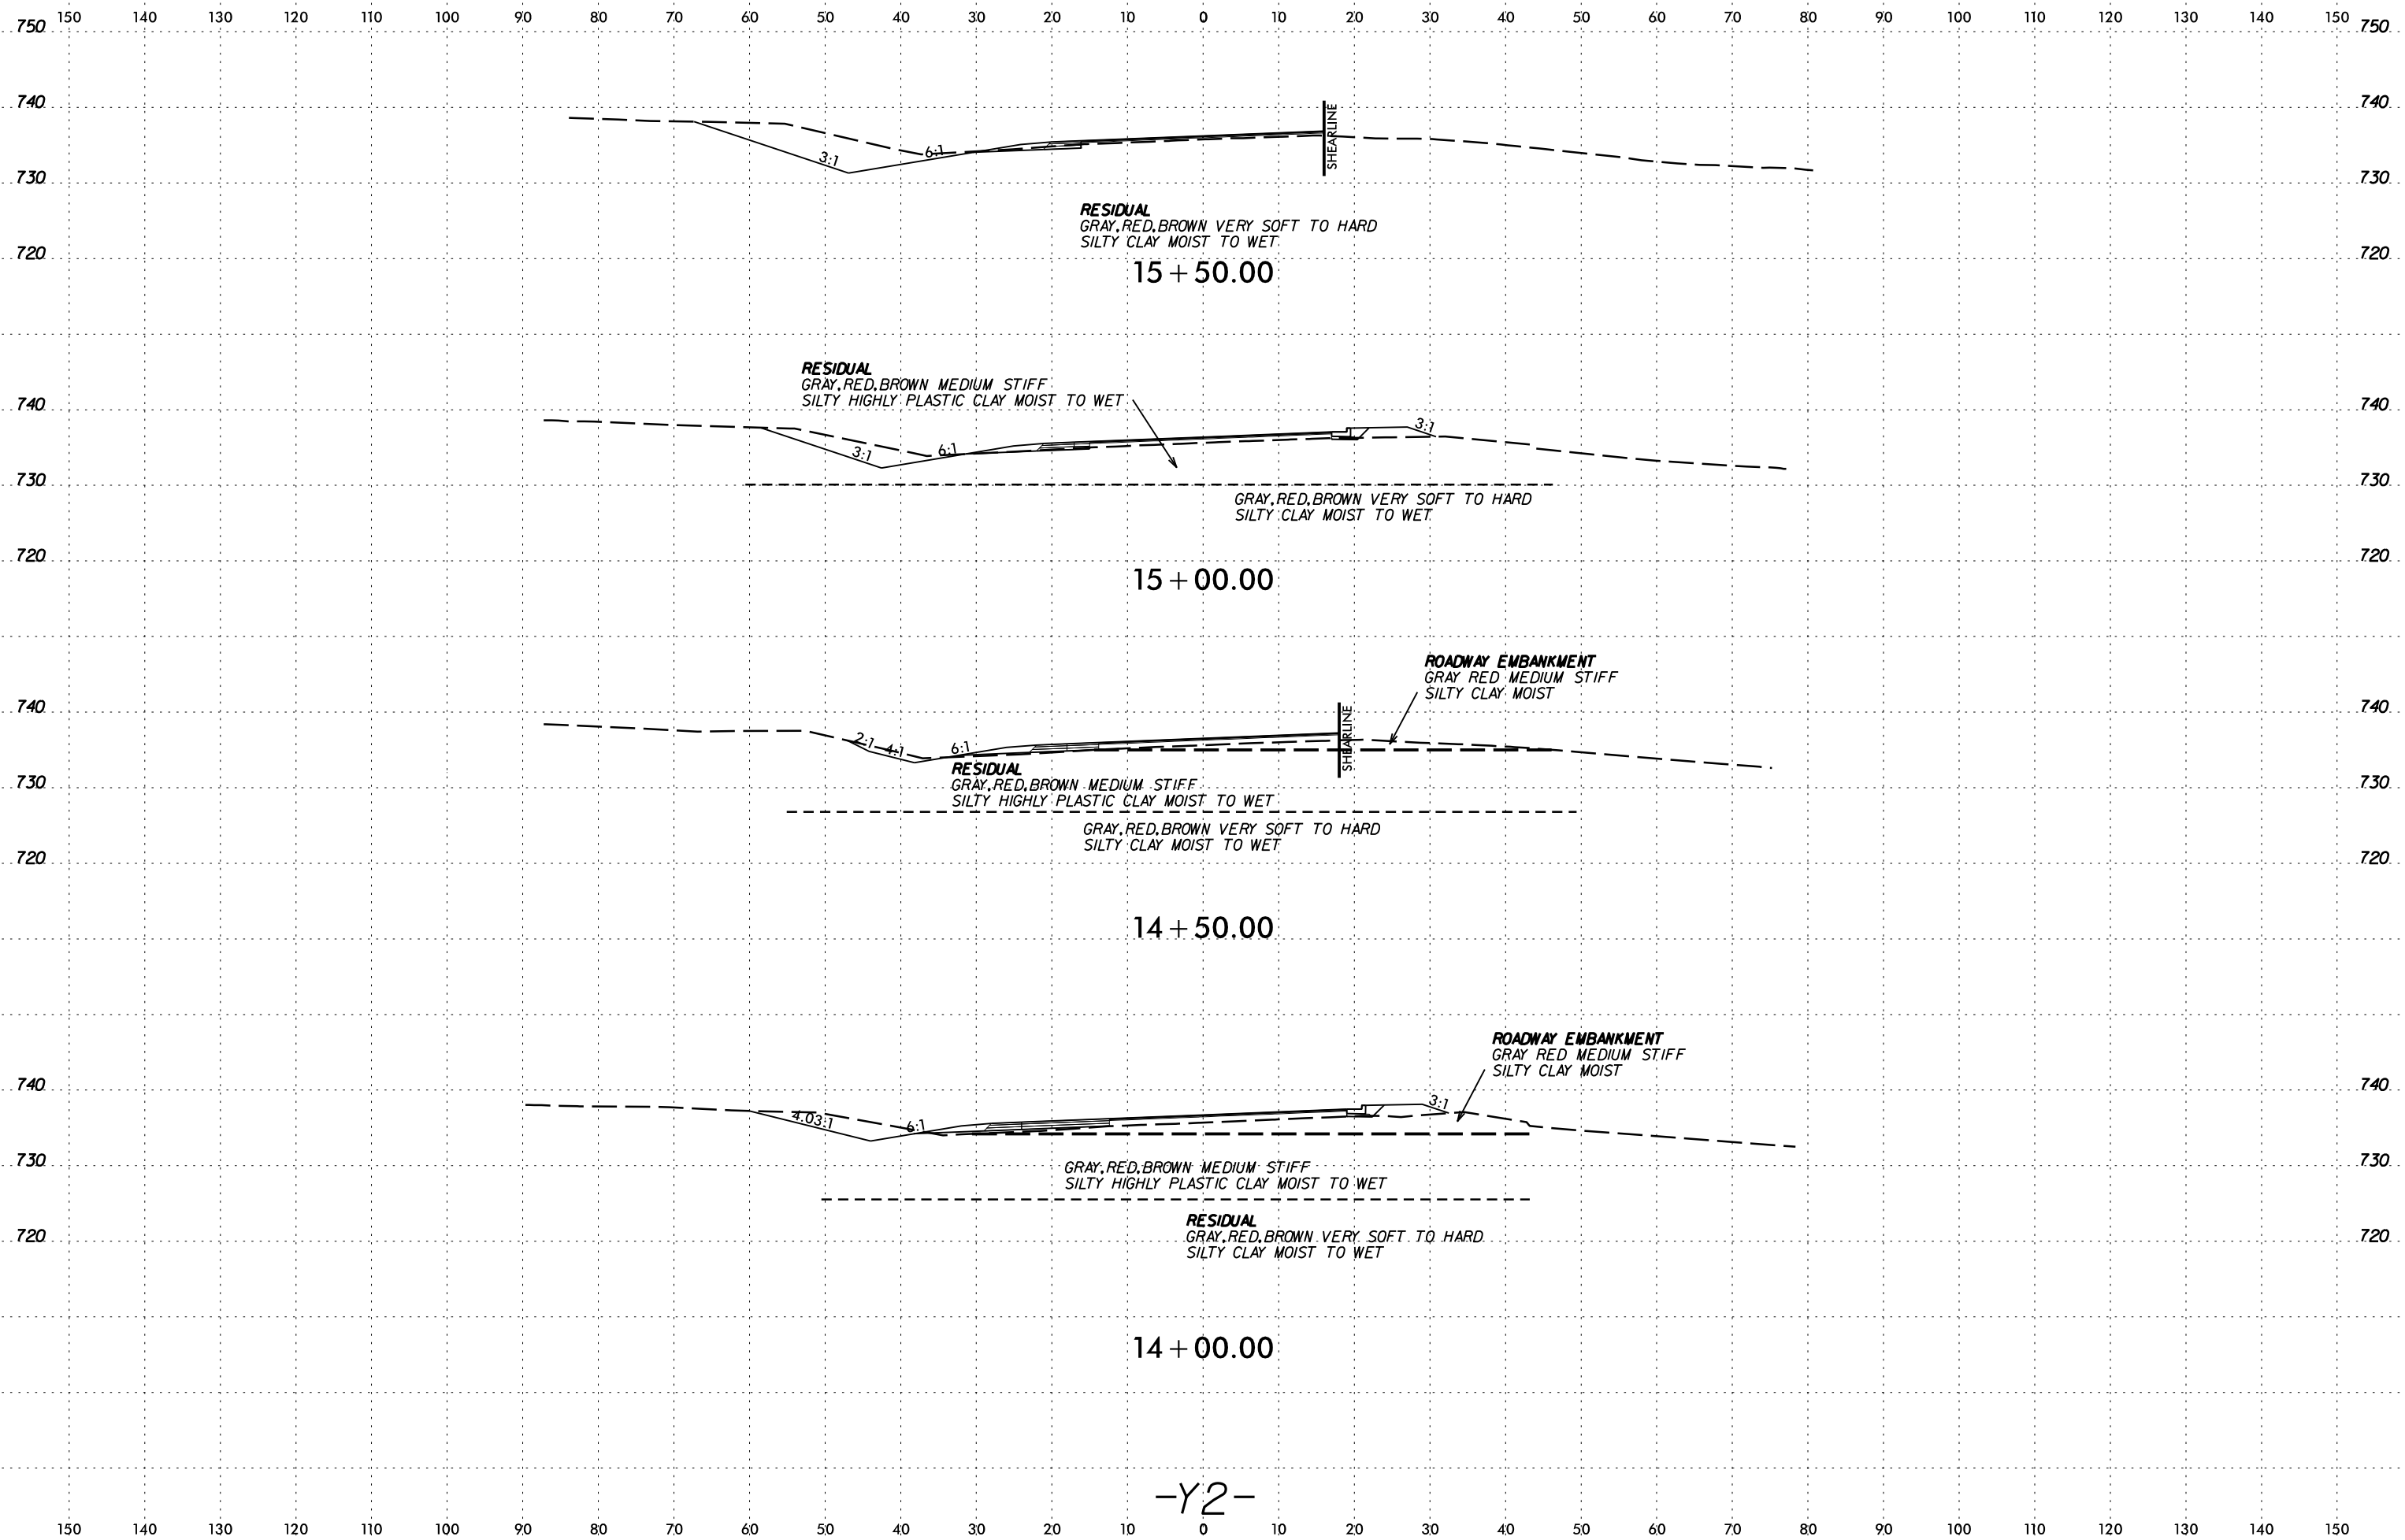 150 140 130 120 110 100 90 80 70 60 50 40 30 20 10 0 10 20 30 40 50 60 70 80 90 100 110 120 130 140 150
750 750
740 740
SHEARLINE
3:1 6:1
730 730
RESIDUAL
GRAY,RED,BROWN VERY SOFT TO HARD
SILTY CLAY MOIST TO WET
720 720
15+50.00
RESIDUAL
GRAY,RED,BROWN MEDIUM STIFF
SILTY HIGHLY PLASTIC CLAY MOIST TO WET
740 740
3:1 6:1 3:1
730 730
GRAY,RED,BROWN VERY SOFT TO HARD
SILTY CLAY MOIST TO WET
720 720
15+00.00
ROADWAY EMBANKMENT
GRAY RED MEDIUM STIFF
SILTY CLAY MOIST
740 740
SHEARLINE
2:1 4:1 6:1
RESIDUAL
730 730
GRAY,RED,BROWN MEDIUM STIFF
SILTY HIGHLY PLASTIC CLAY MOIST TO WET
GRAY,RED,BROWN VERY SOFT TO HARD
SILTY CLAY MOIST TO WET
720 720
14+50.00
ROADWAY EMBANKMENT
GRAY RED MEDIUM STIFF
SILTY CLAY MOIST
740 740
4.03:1 6:1 3:1
730 730
GRAY,RED,BROWN MEDIUM STIFF
SILTY HIGHLY PLASTIC CLAY MOIST TO WET
RESIDUAL
GRAY,RED,BROWN VERY SOFT TO HARD
SILTY CLAY MOIST TO WET
720 720
14+00.00
-Y2-
150 140 130 120 110 100 90 80 70 60 50 40 30 20 10 0 10 20 30 40 50 60 70 80 90 100 110 120 130 140 150